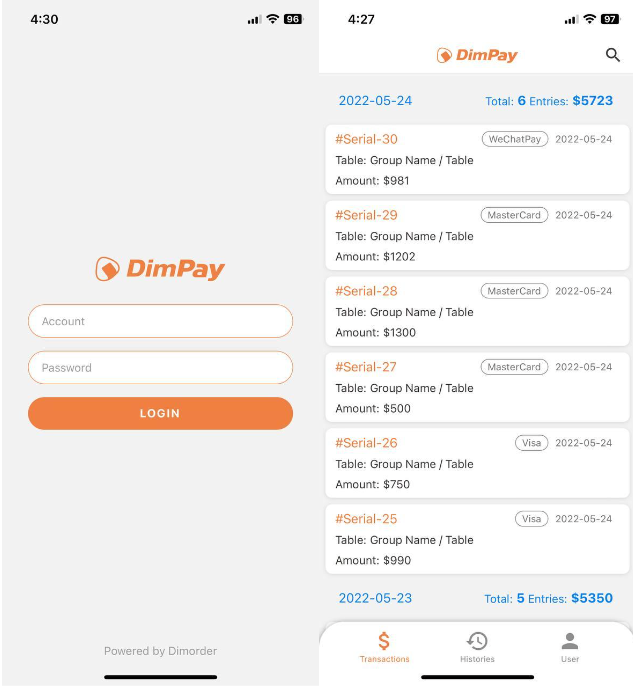 4:30
96
DimPay
Account
Password
LOGIN
Powered by Dimorder
4:27
97
DimPay
2022-05-24 Total: 6 Entries: $5723
#Serial-30 WeChatPay 2022-05-24
Table: Group Name / Table
Amount: $981
#Serial-29 MasterCard 2022-05-24
Table: Group Name / Table
Amount: $1202
#Serial-28 MasterCard 2022-05-24
Table: Group Name / Table
Amount: $1300
#Serial-27 MasterCard 2022-05-24
Table: Group Name / Table
Amount: $500
#Serial-26 Visa 2022-05-24
Table: Group Name / Table
Amount: $750
#Serial-25 Visa 2022-05-24
Table: Group Name / Table
Amount: $990
2022-05-23 Total: 5 Entries: $5350
Transactions Histories User